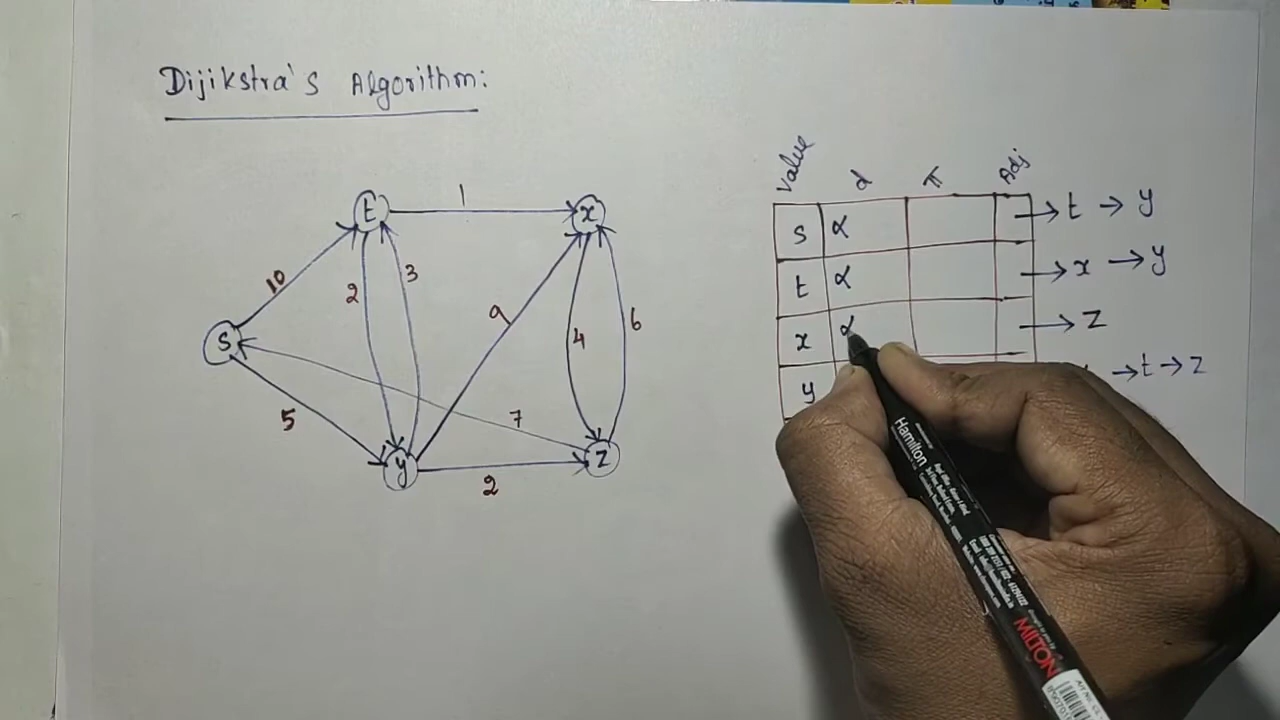 Dijikstra's Algorithm:
Value d π Adj
s α → t → y
t α → x → y
x α → z
y → t → z
t 1 x
10 2 3 9 4 6
s
5 7
y 2 z
Hamilton
MILTON